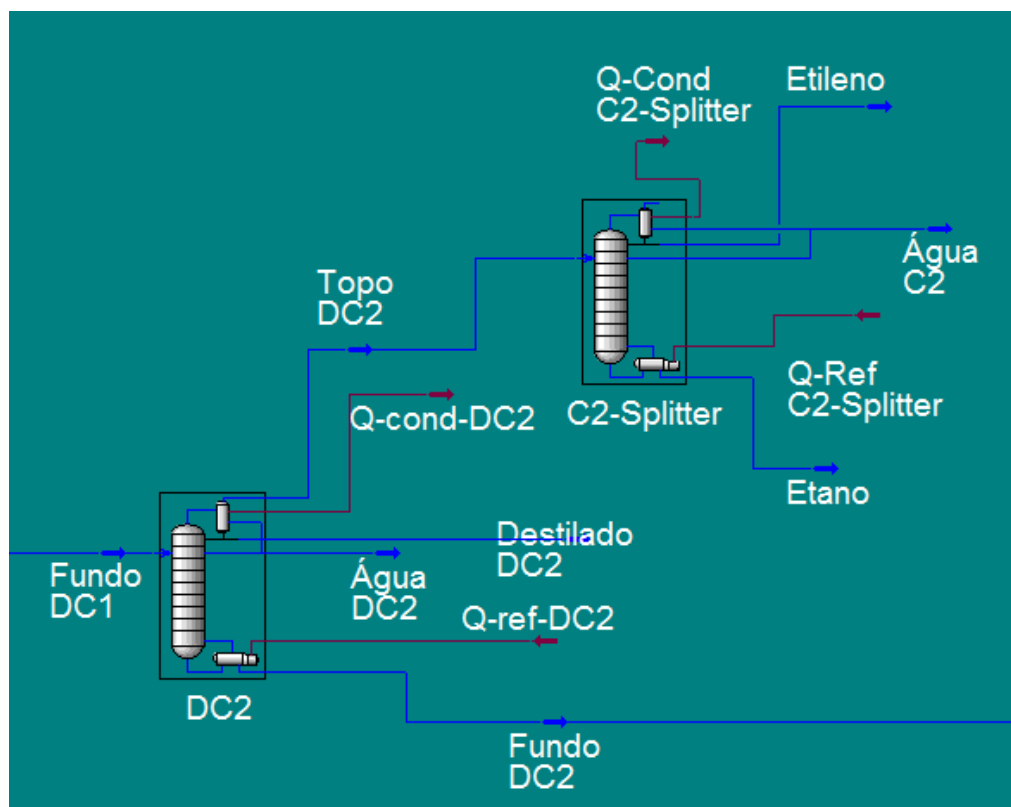 Q-Cond
C2-Splitter
Etileno
Água
C2
Topo
DC2
Q-Ref
C2-Splitter
C2-Splitter
Q-cond-DC2
Etano
Destilado
DC2
Fundo
DC1
Água
DC2
Q-ref-DC2
DC2
Fundo
DC2